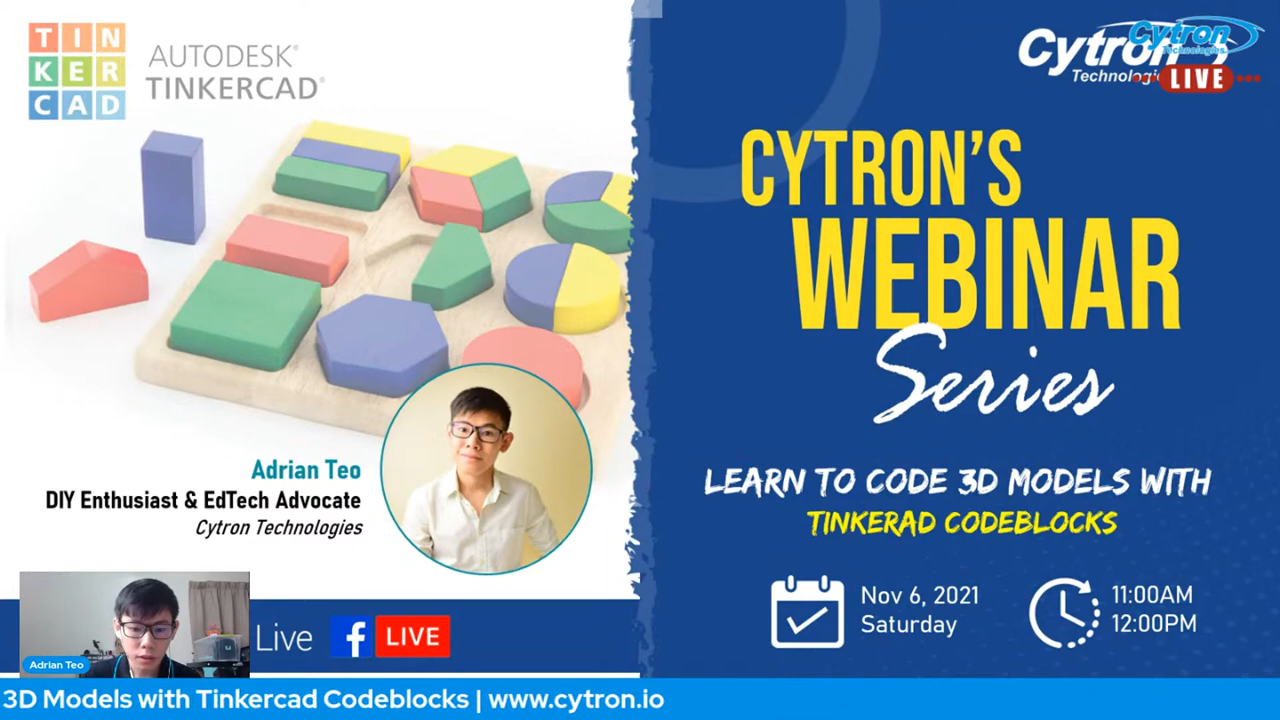 TIN
KER
CAD
AUTODESK®
TINKERCAD®
Adrian Teo
DIY Enthusiast & EdTech Advocate
Cytron Technologies
Live
f LIVE
Adrian Teo
Cytron
Technologies
Cytron
Technologies
LIVE
CYTRON'S
WEBINAR
Series
LEARN TO CODE 3D MODELS WITH
TINKERAD CODEBLOCKS
Nov 6, 2021
Saturday
11:00AM
12:00PM
3D Models with Tinkercad Codeblocks | www.cytron.io